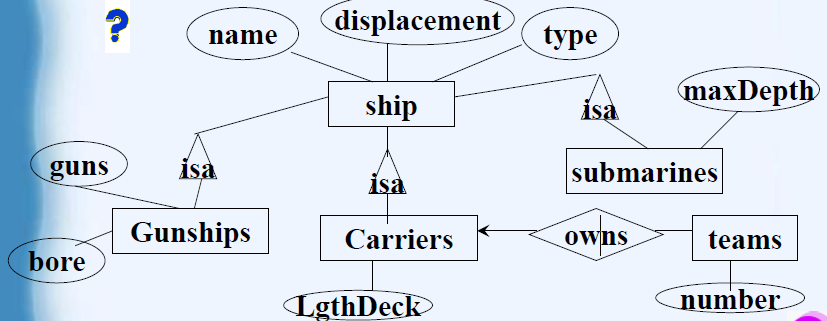 ?
displacement
name
type
ship
isa
maxDepth
guns
isa
isa
submarines
Gunships
Carriers
owns
teams
bore
LgthDeck
number